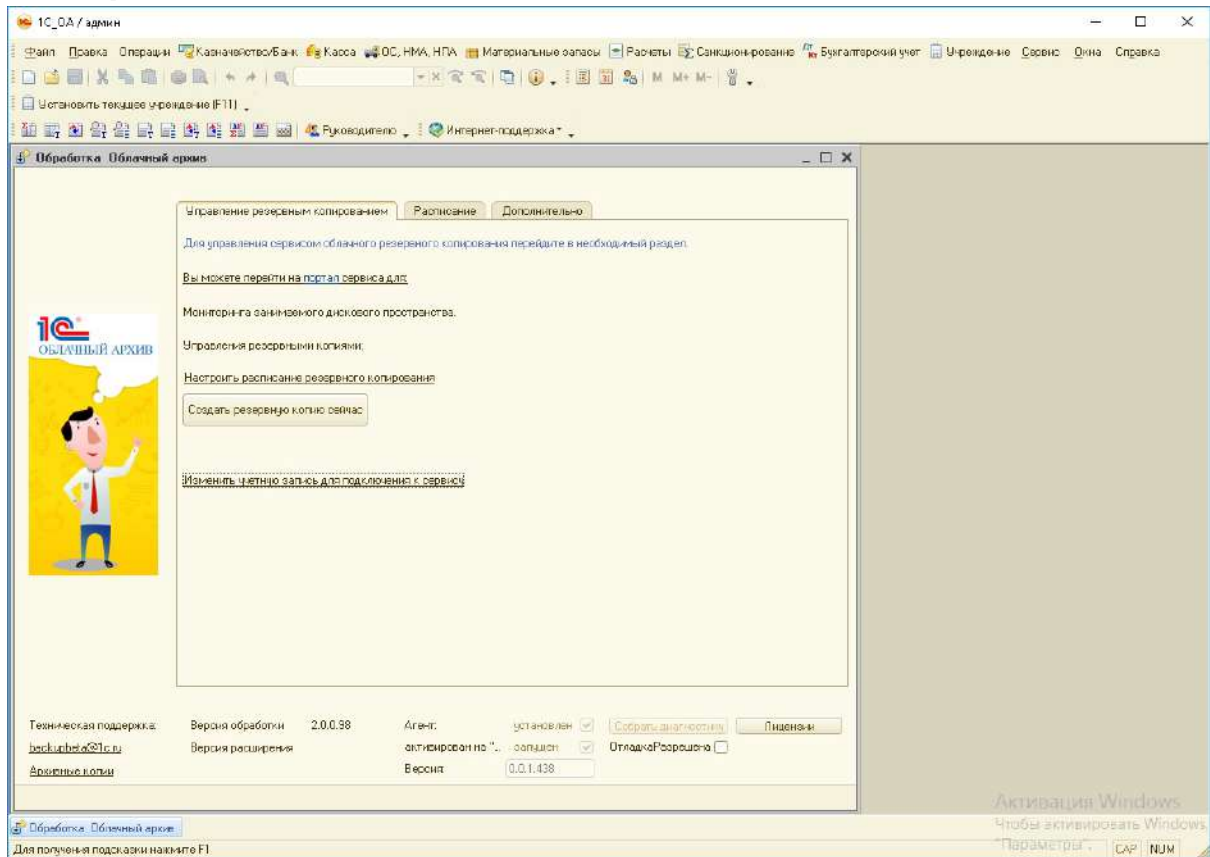 1С_ОА / админ
Файл Правка Операции Казначейство/Банк Касса ОС, НМА, НПА Материальные запасы Расчеты Санкционирование Бухгалтерский учет Учреждение Сервис Окна Справка
M M+ M-
Установить текущее учреждение (F11)
Руководителю Интернет-поддержка
Обработка Облачный архив
Управление резервным копированием Расписание Дополнительно
Для управления сервисом облачного резервного копирования перейдите в необходимый раздел.
Вы можете перейти на портал сервиса для:
Мониторинга занимаемого дискового пространства.
1С
ОБЛАЧНЫЙ АРХИВ
Управления резервными копиями;
Настроить расписание резервного копирования
Создать резервную копию сейчас
Изменить учетную запись для подключения к сервису
Техническая поддержка: Версия обработки 2.0.0.98 Агент: установлен Собрать диагностику Лицензии
backupbeta@1c.ru Версия расширения активирован на "... запущен ОтладкаРазрешена
Архивные копии Версия: 0.0.1.438
Активация Windows
Обработка Облачный архив
Чтобы активировать Windows,
"Параметры".
Для получения подсказки нажмите F1 CAP NUM